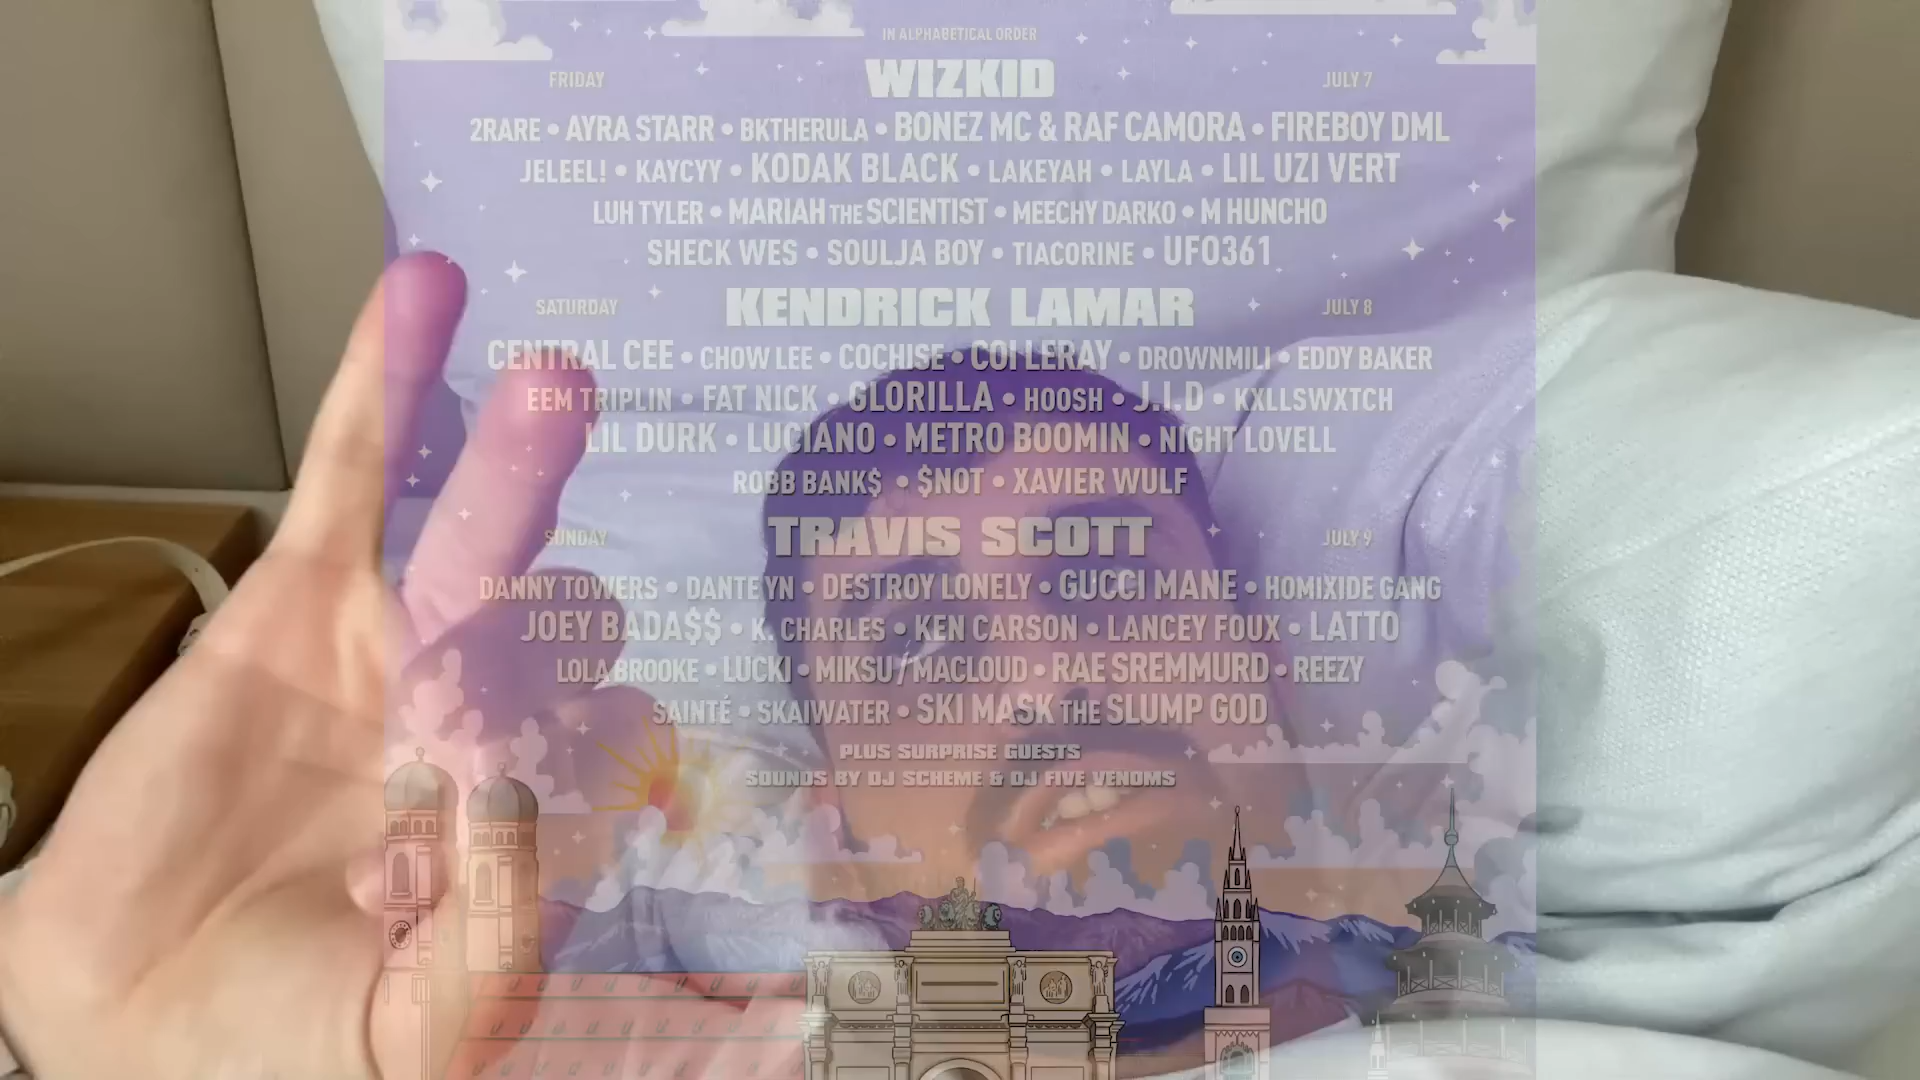 IN ALPHABETICAL ORDER
FRIDAY WIZKID JULY 7
2RARE • AYRA STARR • BKTHERULA • BONEZ MC & RAF CAMORA • FIREBOY DML
JELEEL! • KAYCYY • KODAK BLACK • LAKEYAH • LAYLA • LIL UZI VERT
LUH TYLER • MARIAH THE SCIENTIST • MEECHY DARKO • M HUNCHO
SHECK WES • SOULJA BOY • TIACORINE • UFO361
SATURDAY KENDRICK LAMAR JULY 8
CENTRAL CEE • CHOW LEE • COCHISE • COI LERAY • DROWNMILI • EDDY BAKER
EEM TRIPLIN • FAT NICK • GLORILLA • HOOSH • J.I.D • KXLLSWXTCH
LIL DURK • LUCIANO • METRO BOOMIN • NIGHT LOVELL
ROBB BANK$ • $NOT • XAVIER WULF
SUNDAY TRAVIS SCOTT JULY 9
DANNY TOWERS • DANTE YN • DESTROY LONELY • GUCCI MANE • HOMIXIDE GANG
JOEY BADA$$ • K. CHARLES • KEN CARSON • LANCEY FOUX • LATTO
LOLA BROOKE • LUCKI • MIKSU / MACLOUD • RAE SREMMURD • REEZY
SAINTÉ • SKAIWATER • SKI MASK THE SLUMP GOD
PLUS SURPRISE GUESTS
SOUNDS BY DJ SCHEME & DJ FIVE VENOMS